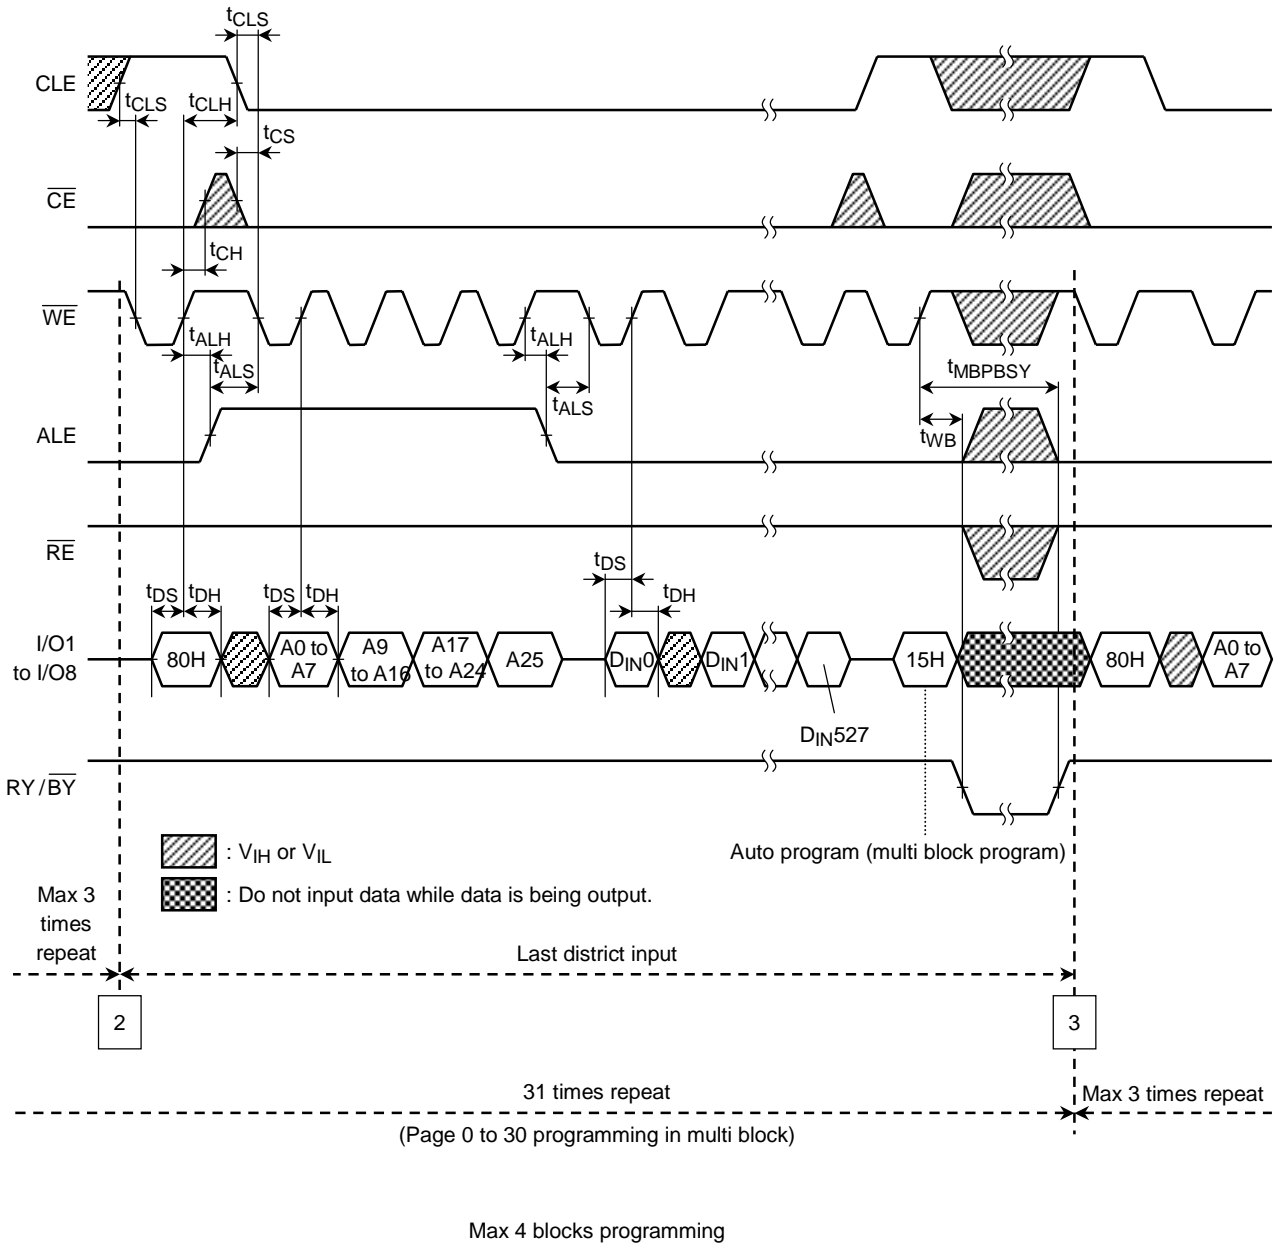 tCLS
CLE
tCLS
tCLH
tCS
CE
tCH
WE
tALH
tALS
tALH
tALS
tMBPBSY
tWB
ALE
RE
tDS
tDH
tDS
tDH
tDS
tDH
I/O1
to I/O8
80H
A0 to
A7
A9
to A16
A17
to A24
A25
DIN0
DIN1
15H
80H
A0 to
A7
DIN527
RY/BY
: VIH or VIL
Auto program (multi block program)
: Do not input data while data is being output.
Max 3
times
repeat
Last district input
2
3
31 times repeat
Max 3 times repeat
(Page 0 to 30 programming in multi block)
Max 4 blocks programming